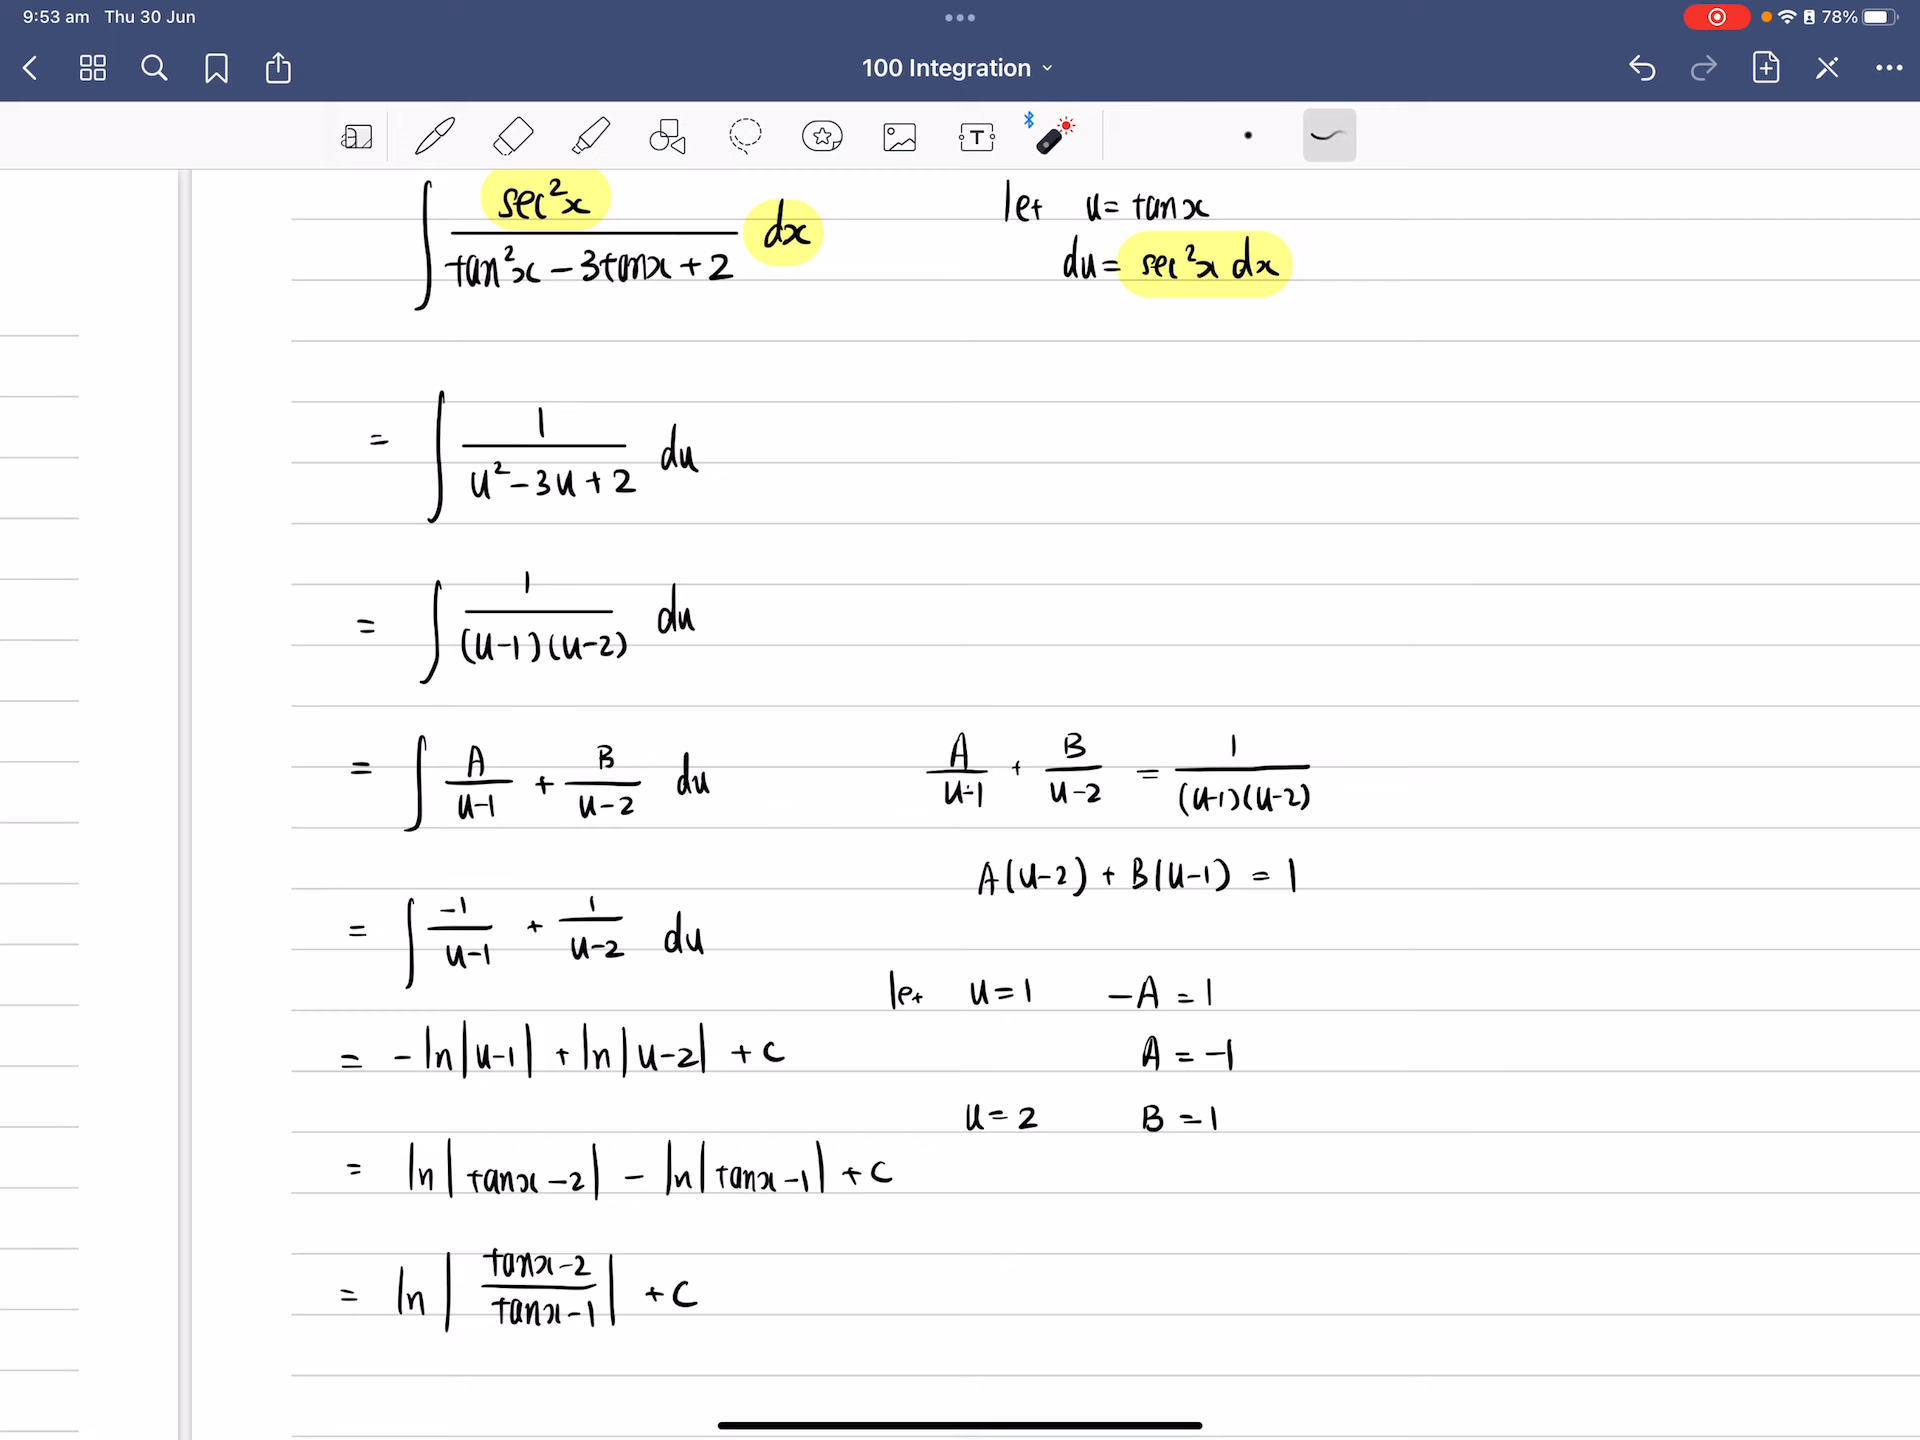 9:53 am Thu 30 Jun
78%
100 Integration
a
T
∫ sec²x / (tan²x − 3tanx + 2) dx
let u = tanx
du = sec²x dx
= ∫ 1 / (u² − 3u + 2) du
= ∫ 1 / ((u−1)(u−2)) du
= ∫ A/(u−1) + B/(u−2) du
A/(u−1) + B/(u−2) = 1 / ((u−1)(u−2))
A(u−2) + B(u−1) = 1
= ∫ −1/(u−1) + 1/(u−2) du
let u = 1 −A = 1
A = −1
= − ln|u−1| + ln|u−2| + c
u = 2 B = 1
= ln|tanx − 2| − ln|tanx − 1| + c
= ln| (tanx − 2) / (tanx − 1) | + c